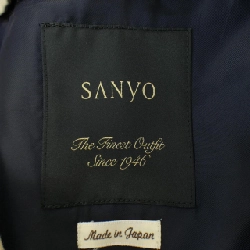 SANYO
The Finest Outfit
Since 1946
Made in Japan